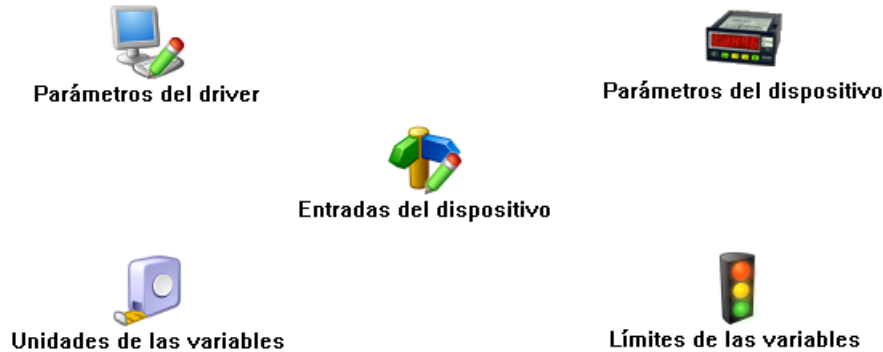 Parámetros del driver
Parámetros del dispositivo
Entradas del dispositivo
Unidades de las variables
Límites de las variables